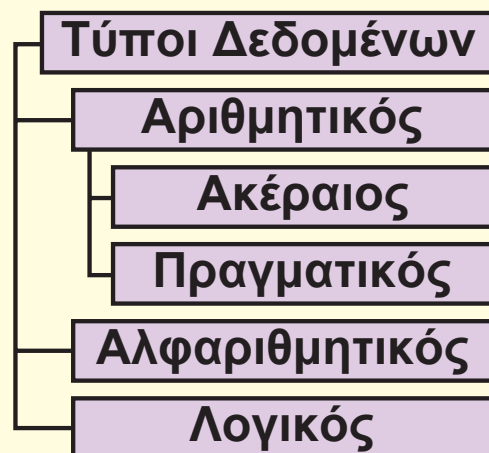 Τύποι Δεδομένων
Αριθμητικός
Ακέραιος
Πραγματικός
Αλφαριθμητικός
Λογικός